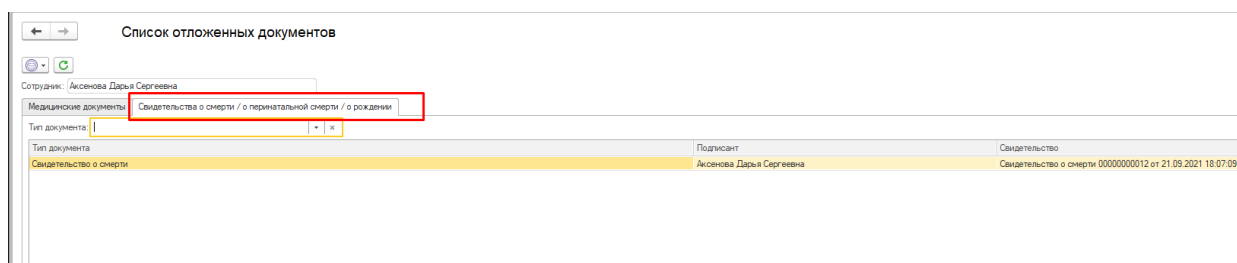 Список отложенных документов
Сотрудник: Аксенова Дарья Сергеевна
Медицинские документы Свидетельства о смерти / о перинатальной смерти / о рождении
Тип документа:
Тип документа Подписант Свидетельство
Свидетельство о смерти Аксенова Дарья Сергеевна Свидетельство о смерти 00000000012 от 21.09.2021 18:07:09